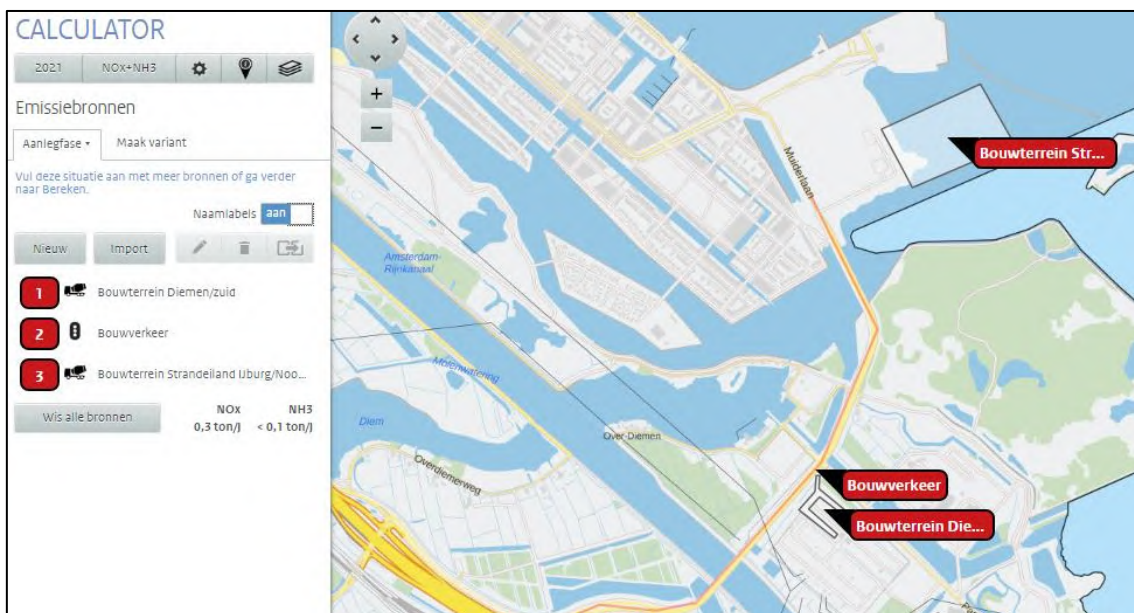 CALCULATOR
2021
NOx+NH3
Emissiebronnen
Aanlegfase
Maak variant
Vul deze situatie aan met meer bronnen of ga verder
naar Bereken.
Naamlabels aan
Nieuw
Import
1 Bouwterrein Diemen/zuid
2 Bouwverkeer
3 Bouwterrein Strandeiland IJburg/Noo...
Wis alle bronnen
NOx NH3
0,3 ton/j < 0,1 ton/j
Muiderlaan
Bouwterrein Str...
Amsterdam-
Rijnkanaal
Molenwatering
Diem
Overdiemerweg
Over-Diemen
Bouwverkeer
Bouwterrein Die...